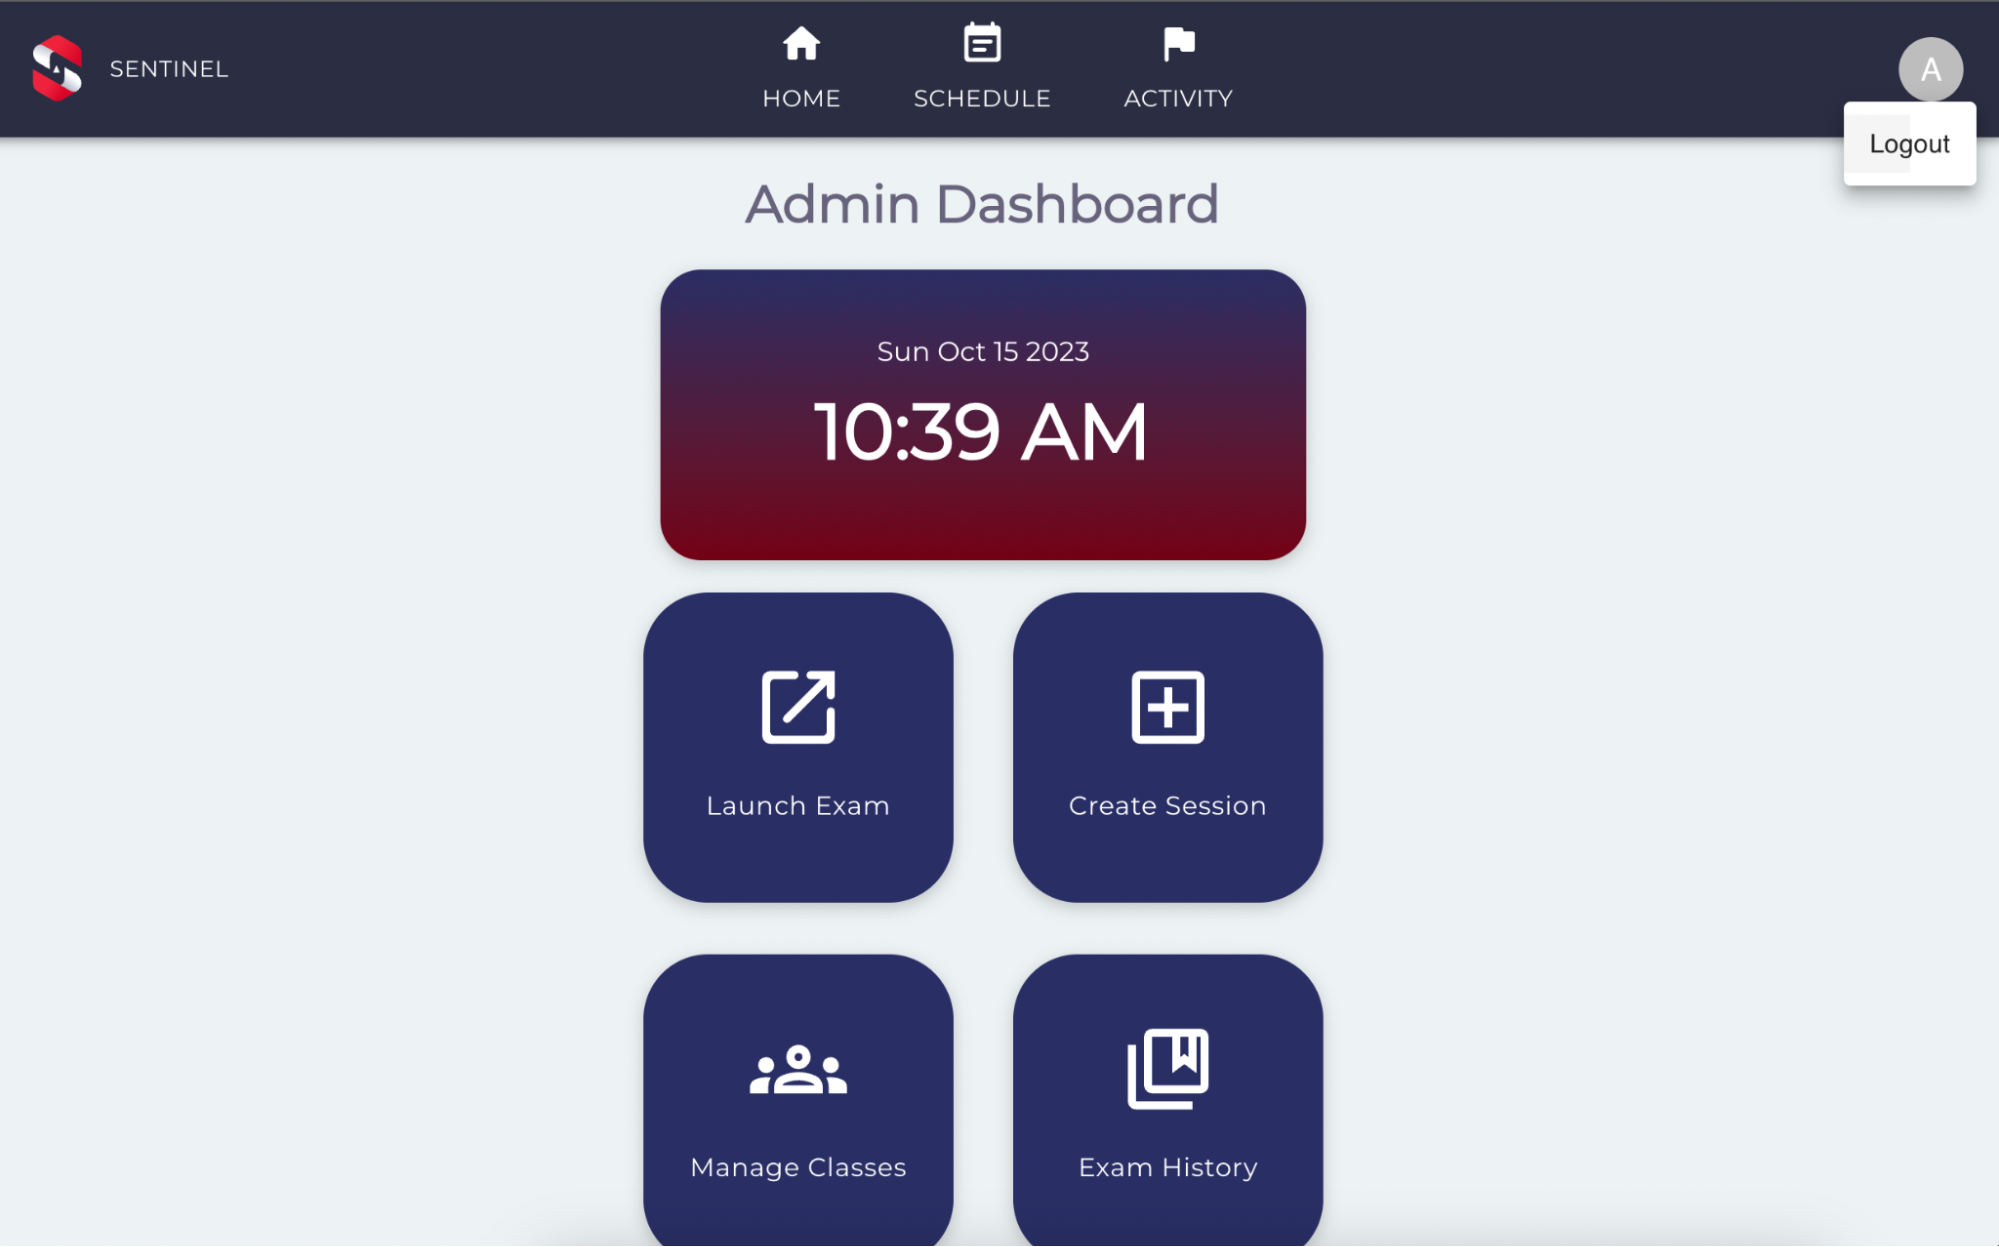 SENTINEL
HOME
SCHEDULE
ACTIVITY
A
Logout
Admin Dashboard
Sun Oct 15 2023
10:39 AM
Launch Exam
Create Session
Manage Classes
Exam History